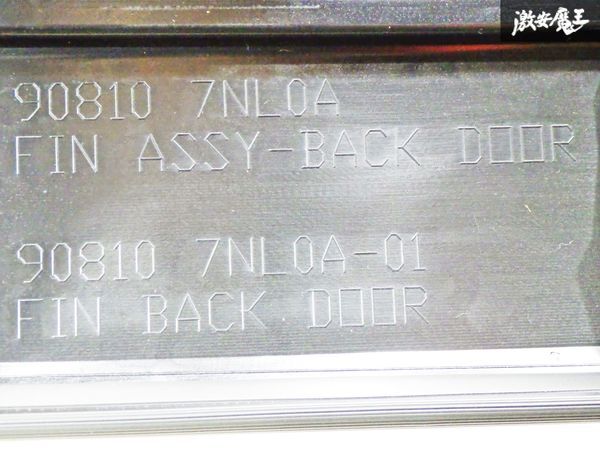 激安魔王
90810 7NL0A
FIN ASSY-BACK DOOR
90810 7NL0A-01
FIN BACK DOOR